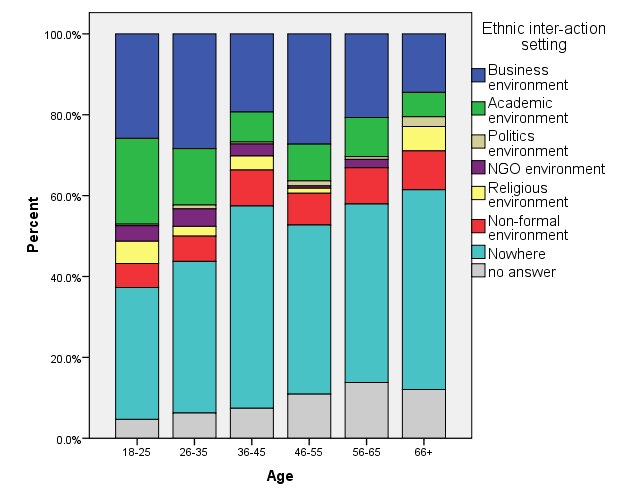 Ethnic inter-action
setting
Business
environment
Academic
environment
Politics
environment
NGO environment
Religious
environment
Non-formal
environment
Nowhere
no answer
Percent
100.0%
80.0%
60.0%
40.0%
20.0%
0.0%
18-25 26-35 36-45 46-55 56-65 66+
Age